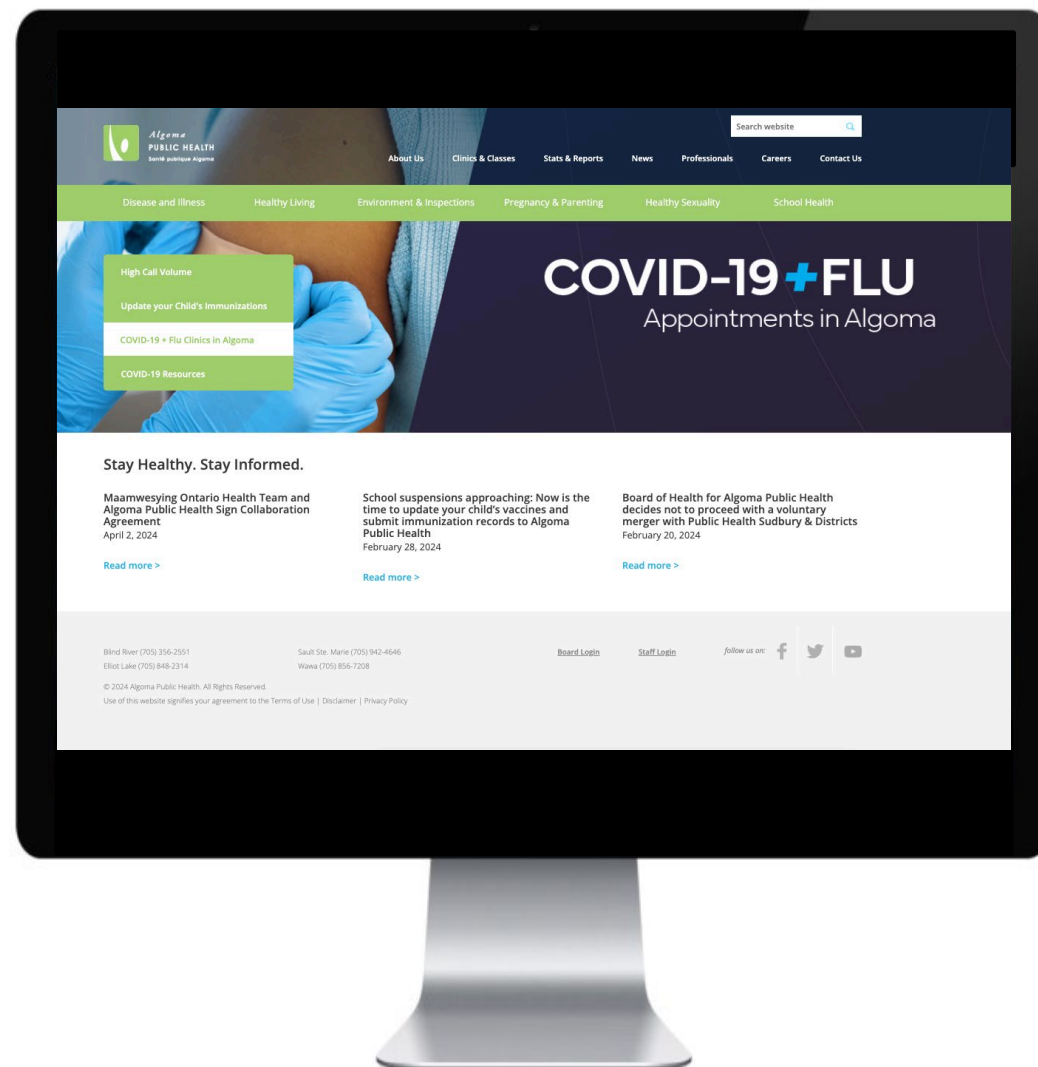 Algoma
PUBLIC HEALTH
Santé publique Algoma
Search website
About Us Clinics & Classes Stats & Reports News Professionals Careers Contact Us
Disease and Illness Healthy Living Environment & Inspections Pregnancy & Parenting Healthy Sexuality School Health
High Call Volume
Update your Child's Immunizations
COVID-19 + Flu Clinics in Algoma
COVID-19 Resources
COVID-19+FLU
Appointments in Algoma
Stay Healthy. Stay Informed.
Maamwesying Ontario Health Team and
Algoma Public Health Sign Collaboration
Agreement
April 2, 2024
Read more >
School suspensions approaching: Now is the
time to update your child's vaccines and
submit immunization records to Algoma
Public Health
February 28, 2024
Read more >
Board of Health for Algoma Public Health
decides not to proceed with a voluntary
merger with Public Health Sudbury & Districts
February 20, 2024
Read more >
Blind River (705) 356-2551
Elliot Lake (705) 848-2314
Sault Ste. Marie (705) 942-4646
Wawa (705) 856-7208
Board Login Staff Login follow us on:
© 2024 Algoma Public Health. All Rights Reserved.
Use of this website signifies your agreement to the Terms of Use | Disclaimer | Privacy Policy